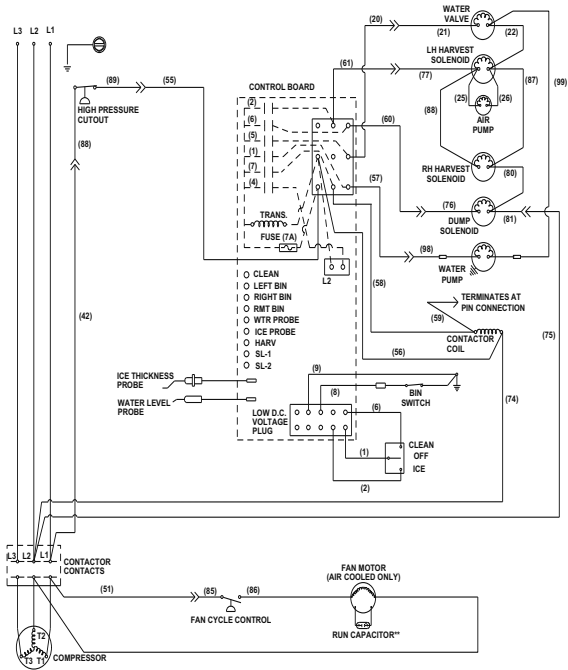 L3 L2 L1
(20)
WATER
VALVE
(21)
(22)
LH HARVEST
SOLENOID
(61)
(77)
(99)
(87)
(88)
(25)
(26)
AIR
PUMP
(89)
(55)
HIGH PRESSURE
CUTOUT
(88)
CONTROL BOARD
(2)
(6)
(5)
(1)
(7)
(4)
(60)
(57)
RH HARVEST
SOLENOID
(80)
(76)
(81)
DUMP
SOLENOID
TRANS.
FUSE (7A)
L2
(98)
WATER
PUMP
CLEAN
LEFT BIN
RIGHT BIN
RMT BIN
WTR PROBE
ICE PROBE
HARV
SL-1
SL-2
(58)
TERMINATES AT
PIN CONNECTION
(59)
CONTACTOR
COIL
(42)
(56)
(75)
(74)
ICE THICKNESS
PROBE
WATER LEVEL
PROBE
(9)
(8)
BIN
SWITCH
LOW D.C.
VOLTAGE
PLUG
(6)
(1)
(2)
CLEAN
OFF
ICE
L3 L2 L1
CONTACTOR
CONTACTS
(51)
(85)
(86)
FAN CYCLE CONTROL
FAN MOTOR
(AIR COOLED ONLY)
RUN CAPACITOR**
T2
T3 T1
COMPRESSOR